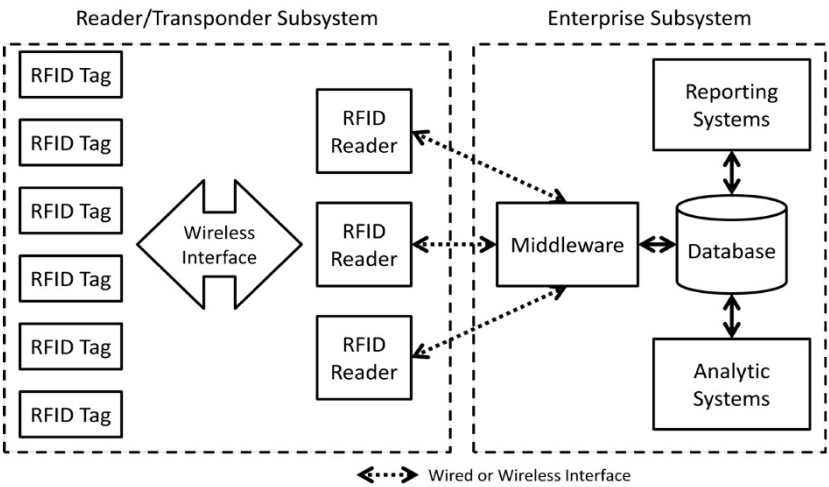 Reader/Transponder Subsystem
Enterprise Subsystem
RFID Tag
RFID Tag
RFID Tag
RFID Tag
RFID Tag
RFID Tag
Wireless
Interface
RFID
Reader
RFID
Reader
RFID
Reader
Middleware
Reporting
Systems
Database
Analytic
Systems
Wired or Wireless Interface